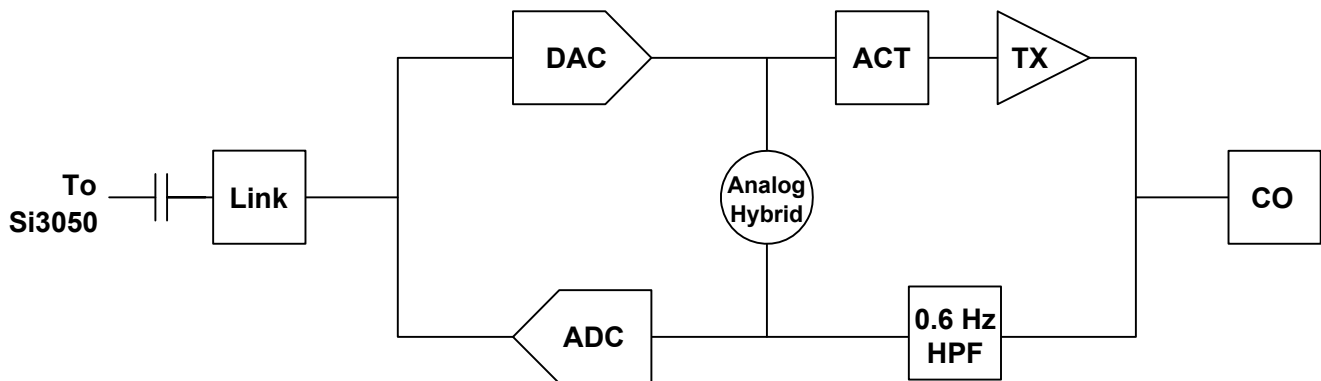 To
Si3050
Link
DAC
ACT
TX
Analog
Hybrid
CO
ADC
0.6 Hz
HPF